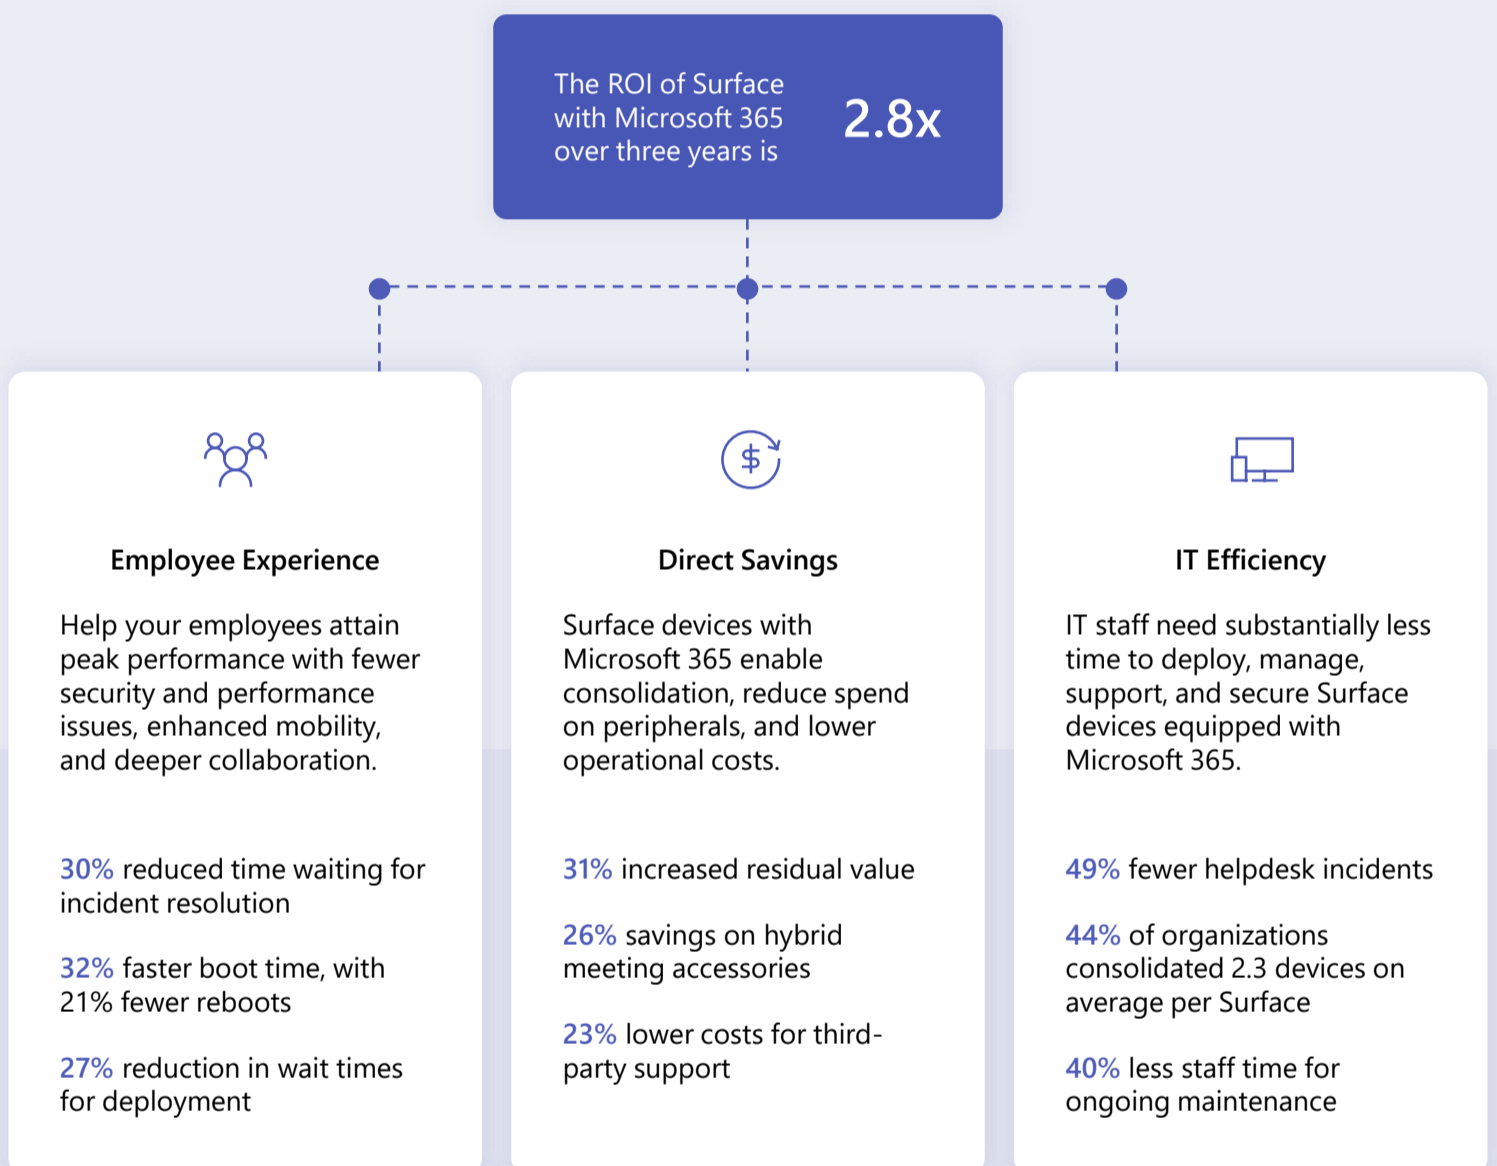 The ROI of Surface
with Microsoft 365
over three years is
2.8x
Employee Experience
Help your employees attain
peak performance with fewer
security and performance
issues, enhanced mobility,
and deeper collaboration.
30% reduced time waiting for
incident resolution
32% faster boot time, with
21% fewer reboots
27% reduction in wait times
for deployment
$
Direct Savings
Surface devices with
Microsoft 365 enable
consolidation, reduce spend
on peripherals, and lower
operational costs.
31% increased residual value
26% savings on hybrid
meeting accessories
23% lower costs for third-
party support
IT Efficiency
IT staff need substantially less
time to deploy, manage,
support, and secure Surface
devices equipped with
Microsoft 365.
49% fewer helpdesk incidents
44% of organizations
consolidated 2.3 devices on
average per Surface
40% less staff time for
ongoing maintenance